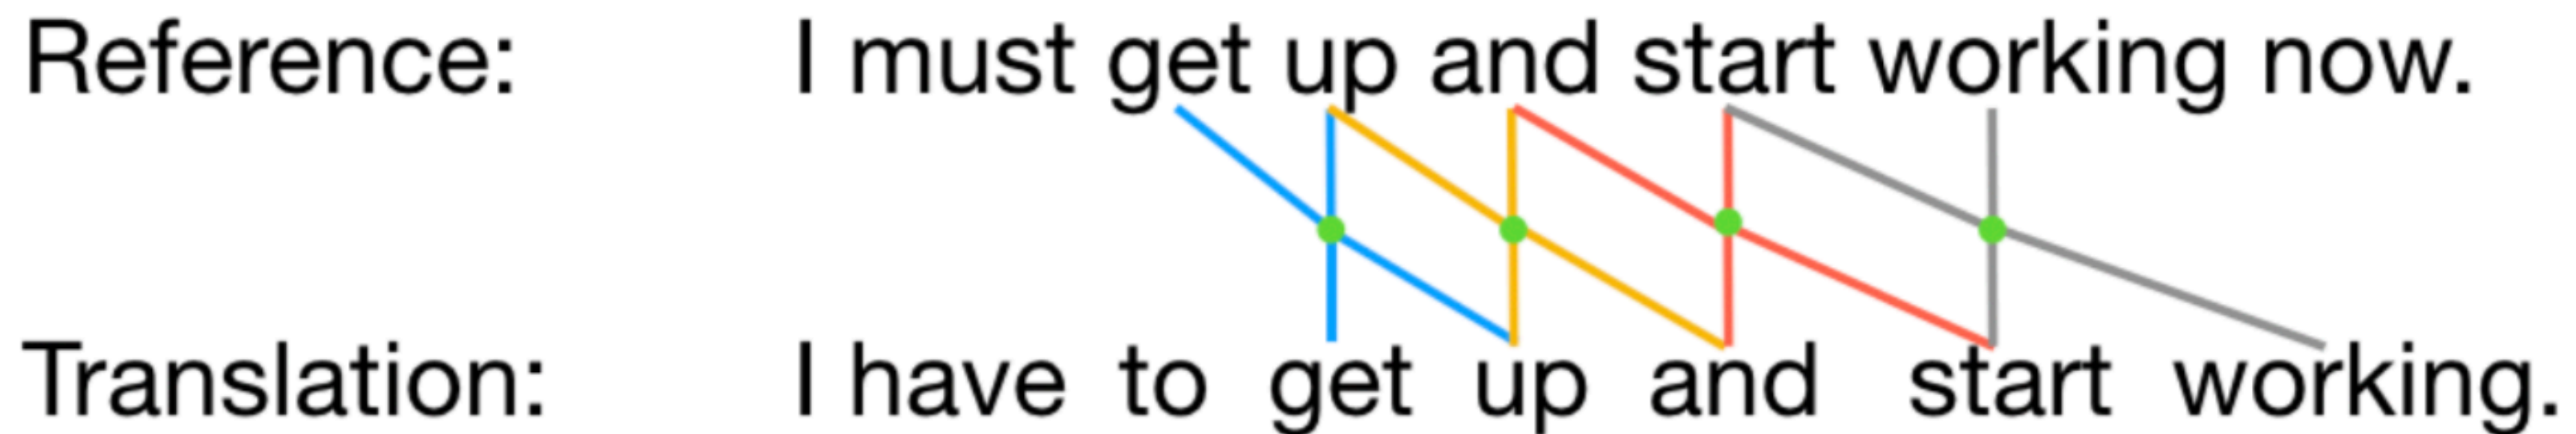 Reference: I must get up and start working now.
Translation: I have to get up and start working.